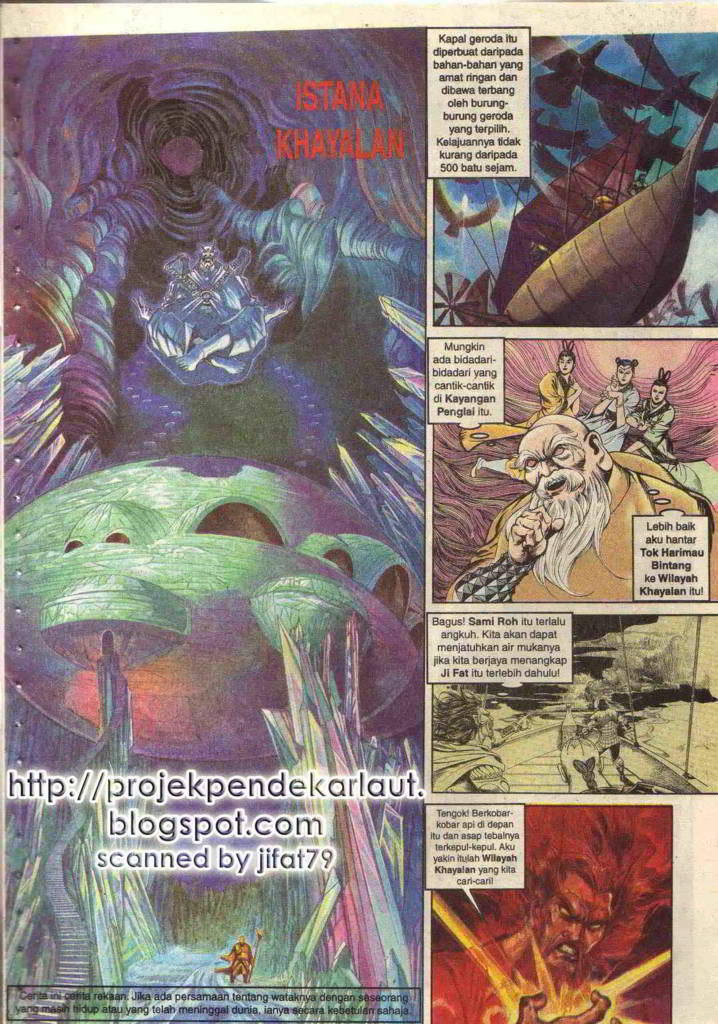 ISTANA
KHAYALAN
http://projekpendekarlaut.
blogspot.com
scanned by jifat79
Cerita ini cerita rekaan. Jika ada persamaan tentang wataknya dengan seseorang
yang masih hidup atau yang telah meninggal dunia, ianya secara kebetulan sahaja.
Kapal geroda itu
diperbuat daripada
bahan-bahan yang
amat ringan dan
dibawa terbang
oleh burung-
burung geroda
yang terpilih.
Kelajuannya tidak
kurang daripada
500 batu sejam.
Mungkin
ada bidadari-
bidadari yang
cantik-cantik
di Kayangan
Penglai itu.
Lebih baik
aku hantar
Tok Harimau
Bintang
ke Wilayah
Khayalan itu!
Bagus! Sami Roh itu terlalu
angkuh. Kita akan dapat
menjatuhkan air mukanya
jika kita berjaya menangkap
Ji Fat itu terlebih dahulu!
Tengok! Berkobar-
kobar api di depan
itu dan asap tebalnya
terkepul-kepul. Aku
yakin itulah Wilayah
Khayalan yang kita
cari-cari!